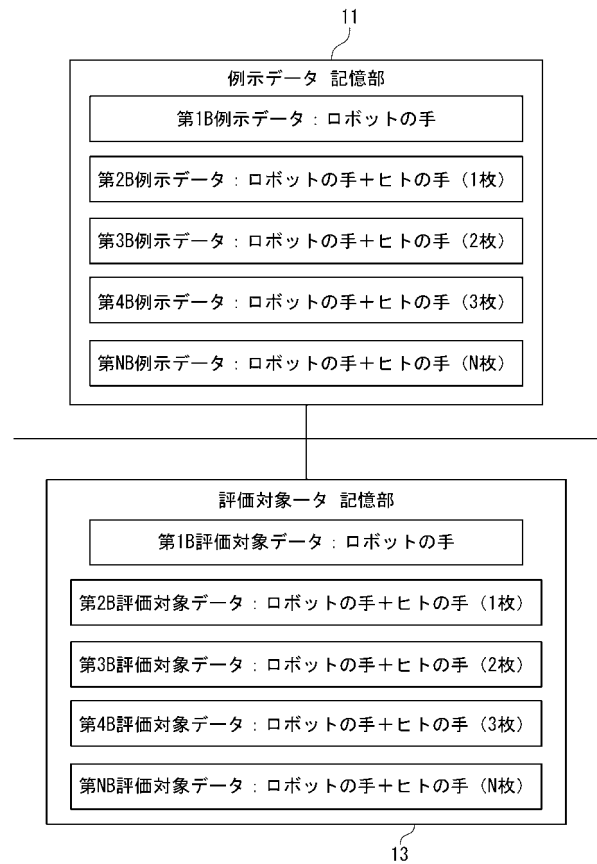 11
例示データ 記憶部
第1B例示データ：ロボットの手
第2B例示データ：ロボットの手＋ヒトの手（1枚）
第3B例示データ：ロボットの手＋ヒトの手（2枚）
第4B例示データ：ロボットの手＋ヒトの手（3枚）
第NB例示データ：ロボットの手＋ヒトの手（N枚）
評価対象ータ 記憶部
第1B評価対象データ：ロボットの手
第2B評価対象データ：ロボットの手＋ヒトの手（1枚）
第3B評価対象データ：ロボットの手＋ヒトの手（2枚）
第4B評価対象データ：ロボットの手＋ヒトの手（3枚）
第NB評価対象データ：ロボットの手＋ヒトの手（N枚）
13